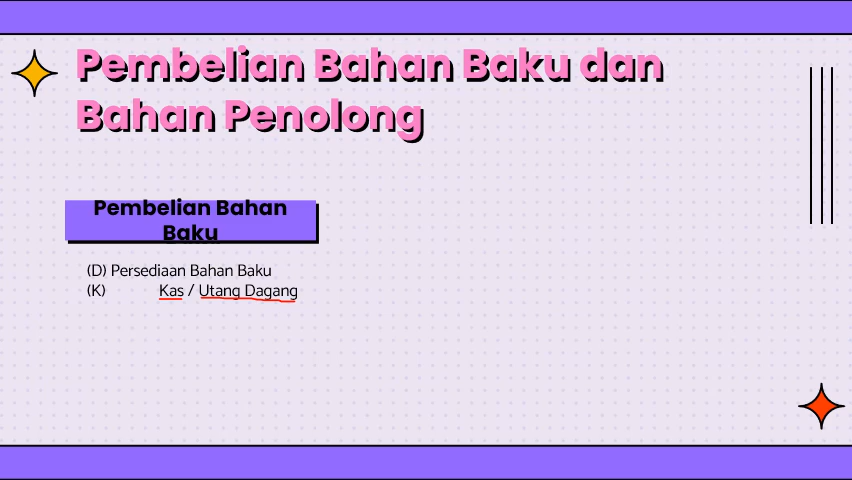 Pembelian Bahan Baku dan
Bahan Penolong
Pembelian Bahan
Baku
(D) Persediaan Bahan Baku
(K) Kas / Utang Dagang